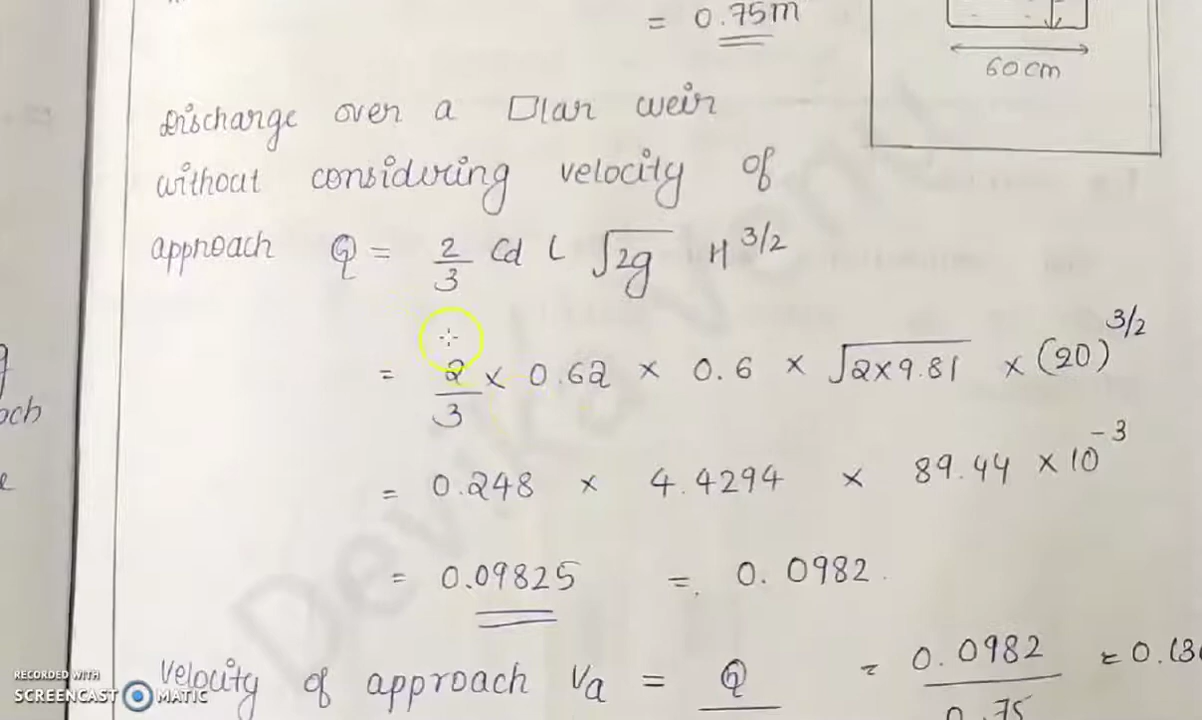 = 0.75m
60cm
Discharge over a □lar weir
without considering velocity of
approach Q = 2/3 Cd L √2g H^3/2
= 2/3 × 0.62 × 0.6 × √2×9.81 × (20)^3/2
= 0.248 × 4.4294 × 89.44 × 10^-3
= 0.09825 = 0.0982
Velocity of approach Va = Q = 0.0982/0.75
RECORDED WITH
SCREENCAST MATIC